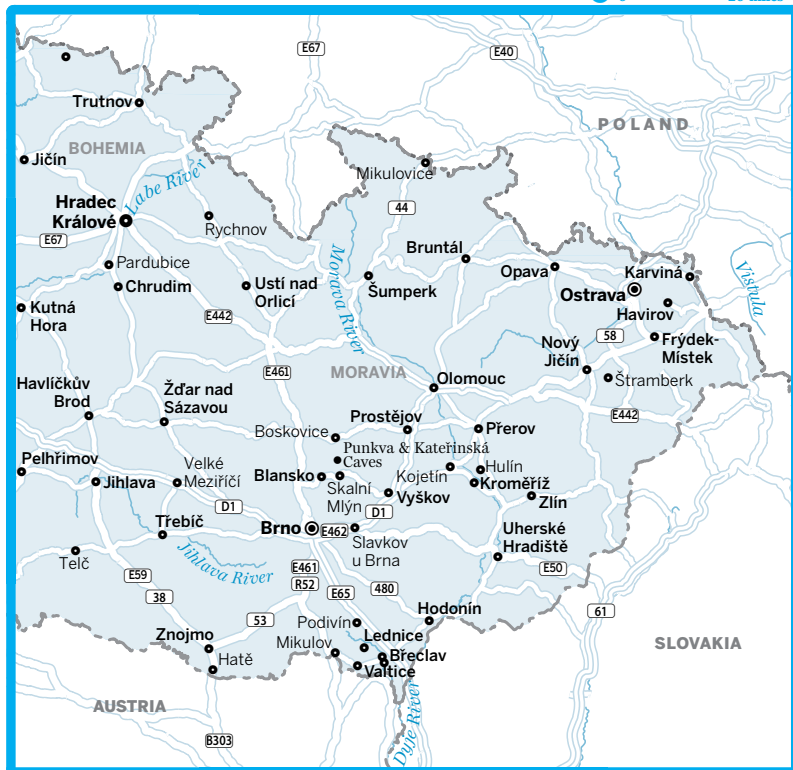 E67
E40
Trutnov
POLAND
BOHEMIA
Jičín
Mikulovice
Labe River
Hradec
Králové
44
Rychnov
E67
Morava River
Bruntál
Pardubice
Opava
Karviná
Vistula
Chrudim
Ustí nad
Orlicí
Šumperk
Ostrava
Kutná
Hora
Havirov
E442
58
Nový
Jičín
Frýdek-
Místek
E461
MORAVIA
Olomouc
Štramberk
Havlíčkův
Brod
Žďar nad
Sázavou
E442
Prostějov
Přerov
Boskovice
Punkva & Kateřinská
Caves
Pelhřimov
Velké
Meziříčí
Blansko
Kojetín
Hulín
Jihlava
Skalní
Mlýn
Vyškov
Kroměříž
Zlín
D1
D1
Třebíč
Brno
E462
Slavkov
u Brna
Uherské
Hradiště
Telč
Jihlava River
E59
E461
E50
R52
38
E65
480
Hodonín
61
53
Podivín
Znojmo
Mikulov
Lednice
SLOVAKIA
Hatě
Břeclav
Valtice
AUSTRIA
Dyje River
B303